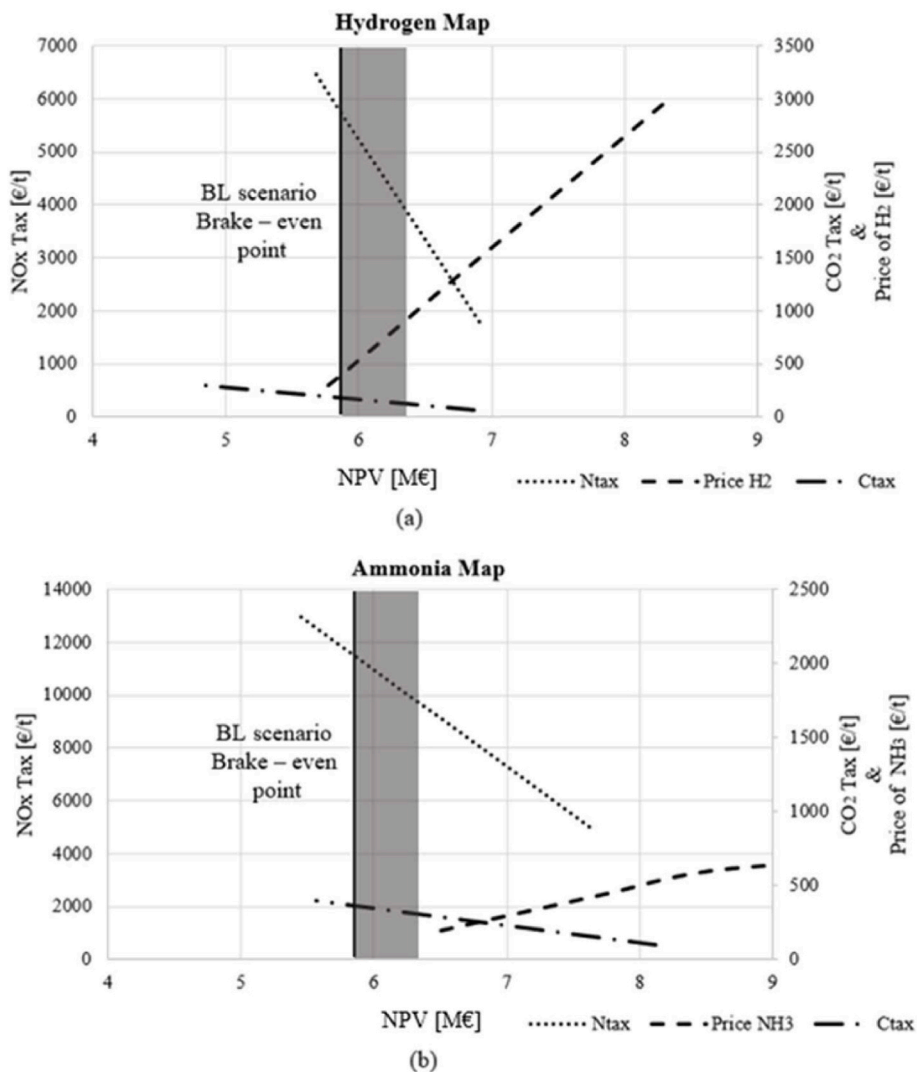 Hydrogen Map
7000
6000
5000
4000
3000
2000
1000
0
NOx Tax [€/t]
BL scenario
Brake – even
point
3500
3000
2500
2000
1500
1000
500
0
CO2 Tax [€/t]
&
Price of H2 [€/t]
4
5
6
7
8
9
NPV [M€]
Ntax
Price H2
Ctax
(a)
Ammonia Map
14000
12000
10000
8000
6000
4000
2000
0
NOx Tax [€/t]
BL scenario
Brake – even
point
2500
2000
1500
1000
500
0
CO2 Tax [€/t]
&
Price of NH3 [€/t]
4
5
6
7
8
9
NPV [M€]
Ntax
Price NH3
Ctax
(b)